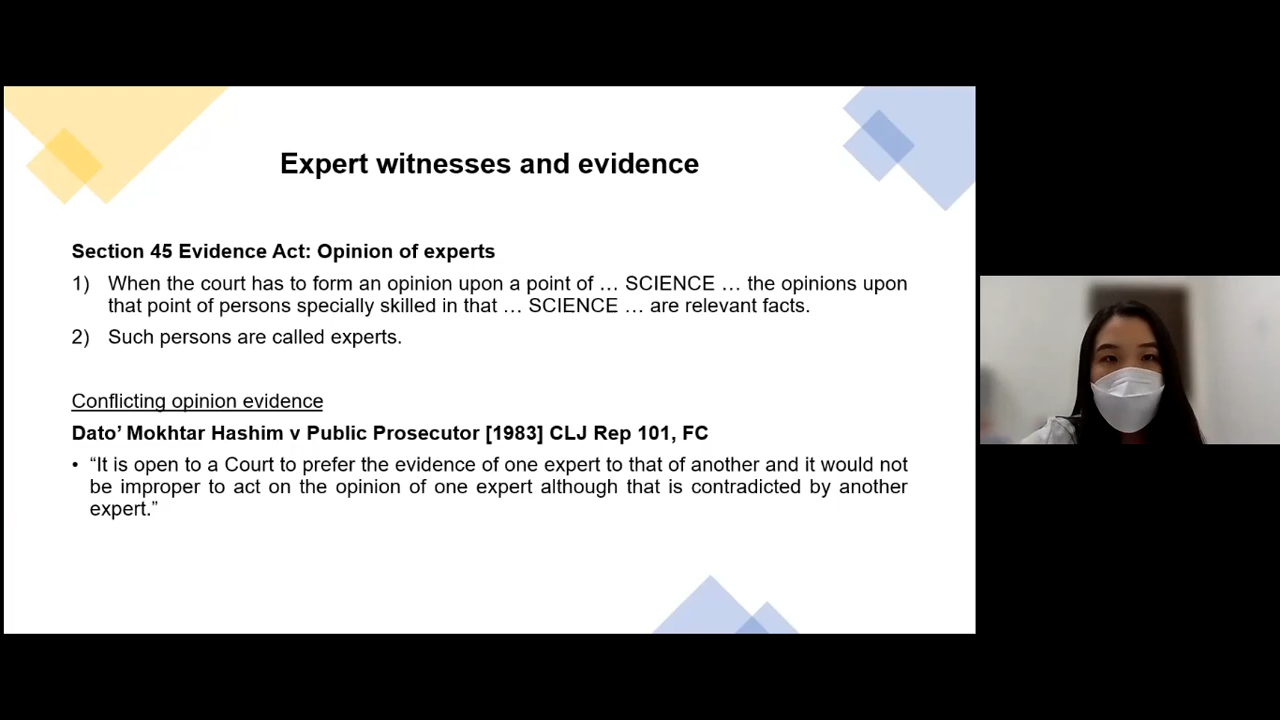 Expert witnesses and evidence
Section 45 Evidence Act: Opinion of experts
1) When the court has to form an opinion upon a point of … SCIENCE … the opinions upon
that point of persons specially skilled in that … SCIENCE … are relevant facts.
2) Such persons are called experts.
Conflicting opinion evidence
Dato’ Mokhtar Hashim v Public Prosecutor [1983] CLJ Rep 101, FC
• “It is open to a Court to prefer the evidence of one expert to that of another and it would not
be improper to act on the opinion of one expert although that is contradicted by another
expert.”